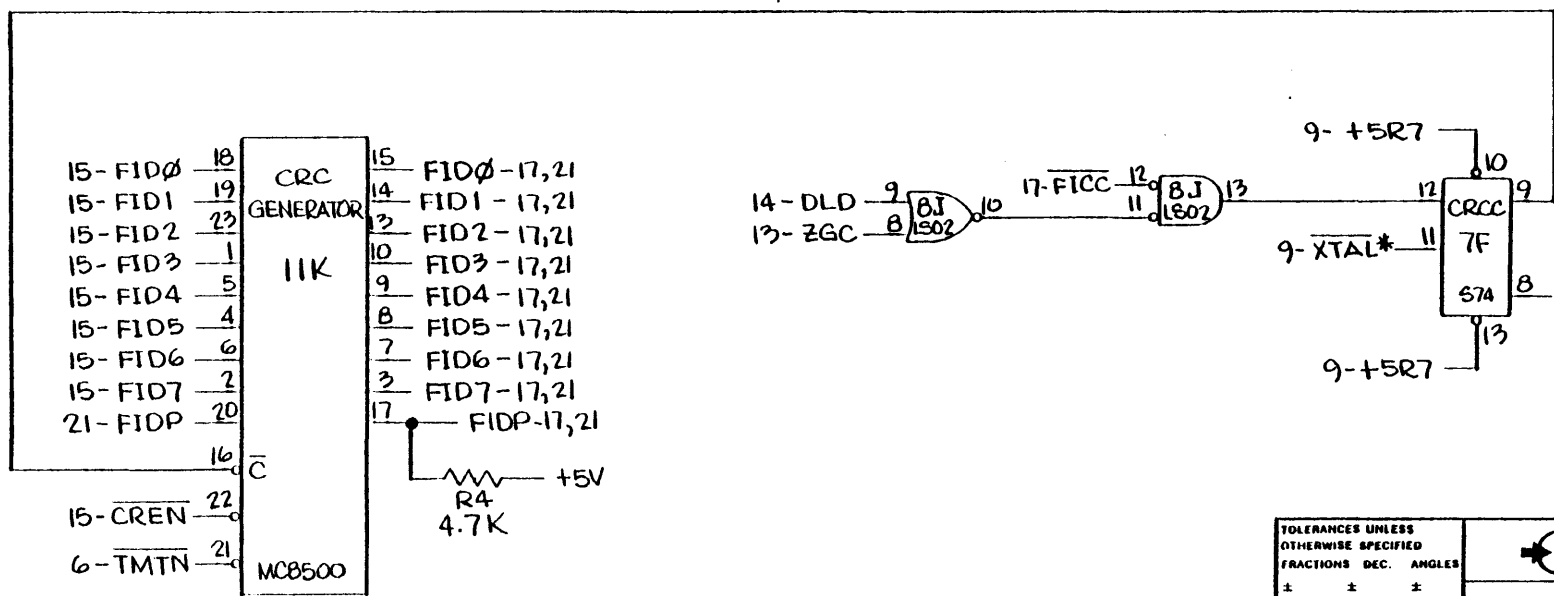 15-FIDØ 18 CRC 15 FIDØ-17,21
15-FID1 19 GENERATOR 14 FID1-17,21
15-FID2 23 13 FID2-17,21
15-FID3 1 11K 10 FID3-17,21
15-FID4 5 9 FID4-17,21
15-FID5 4 8 FID5-17,21
15-FID6 6 7 FID6-17,21
15-FID7 2 3 FID7-17,21
21-FIDP 20 17 FIDP-17,21
16 C̅
R4 +5V
4.7K
15-C̅R̅E̅N̅ 22
6-T̅M̅T̅N̅ 21
MC8500
14-DLD 9 8J 10
13-ZGC 8 LS02
17-F̅I̅C̅C̅ 12 8J 13
11 LS02
9-+5R7
10
12 CRCC 9
9-X̅T̅A̅L̅* 11 7F
S74 8
13
9-+5R7
TOLERANCES UNLESS
OTHERWISE SPECIFIED
FRACTIONS DEC. ANGLES
± ± ±